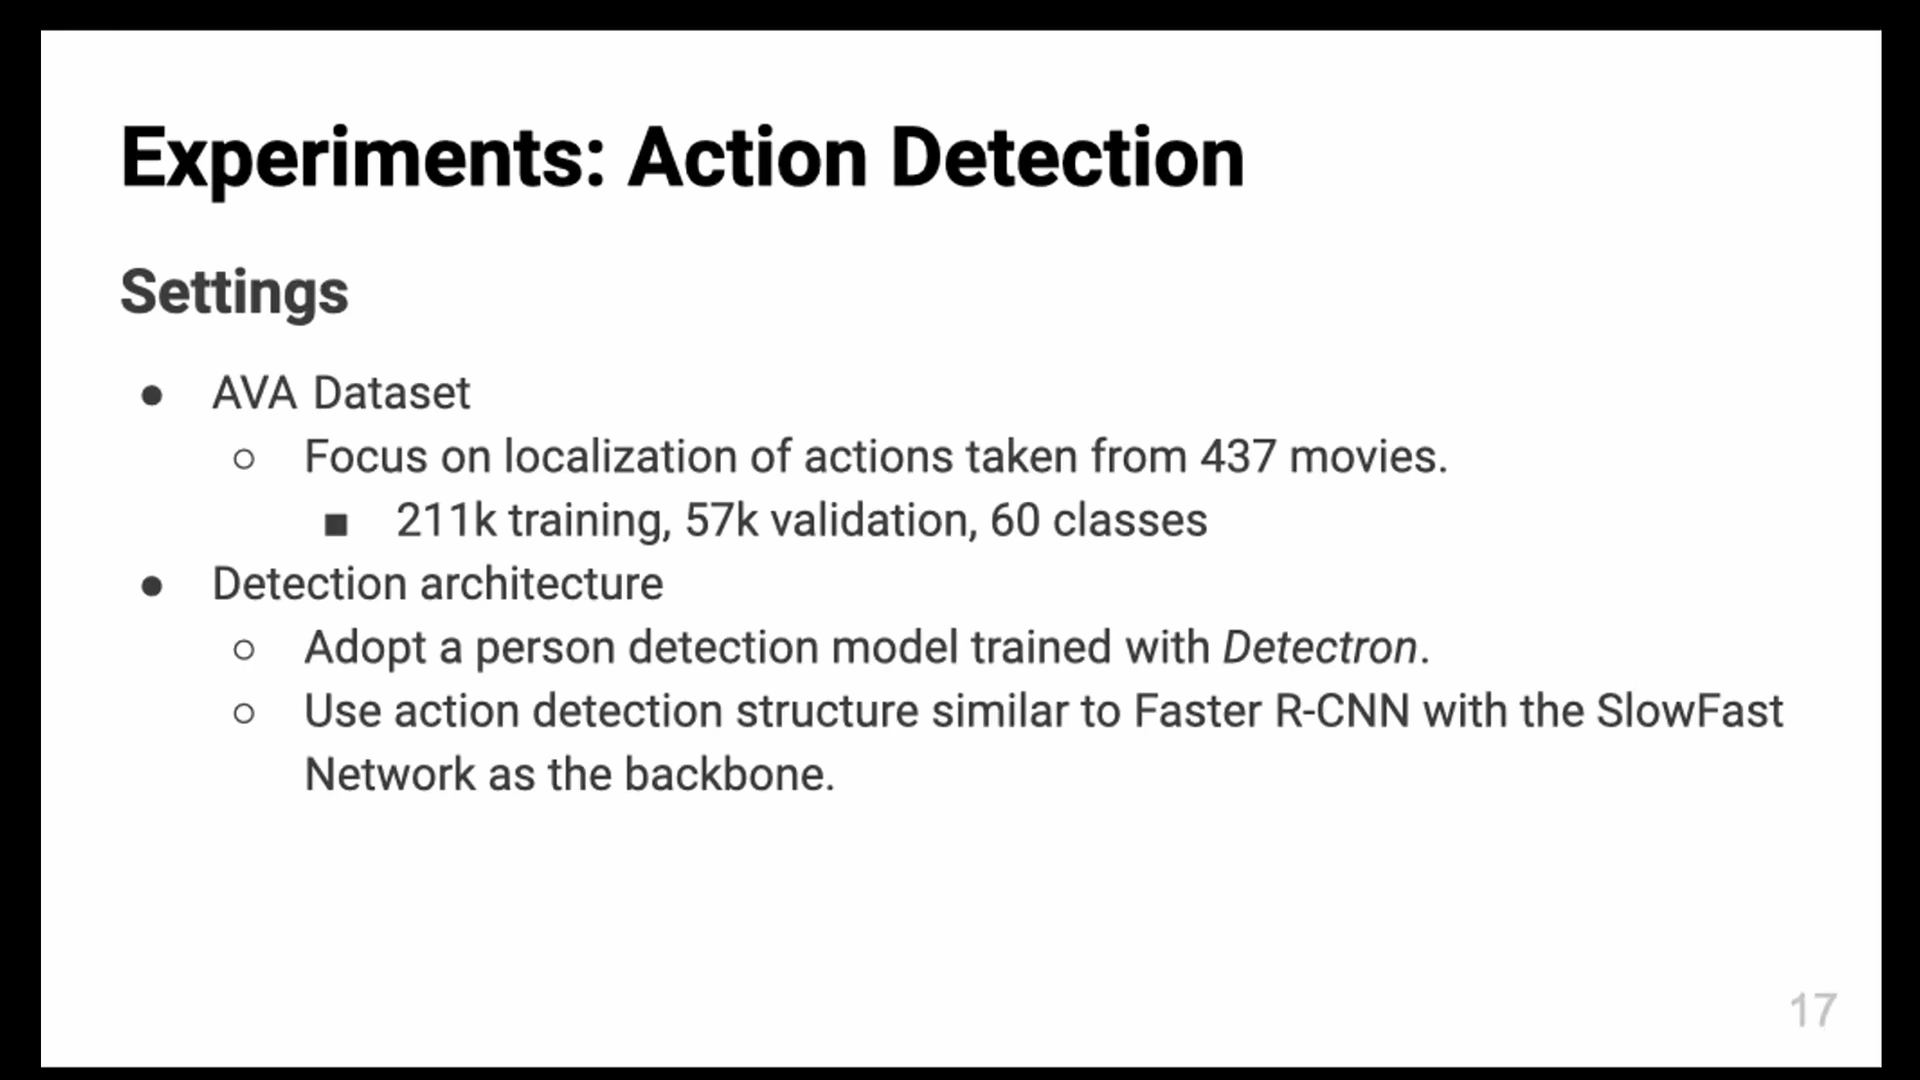 Experiments: Action Detection
Settings
● AVA Dataset
○ Focus on localization of actions taken from 437 movies.
■ 211k training, 57k validation, 60 classes
● Detection architecture
○ Adopt a person detection model trained with Detectron.
○ Use action detection structure similar to Faster R-CNN with the SlowFast
Network as the backbone.
17